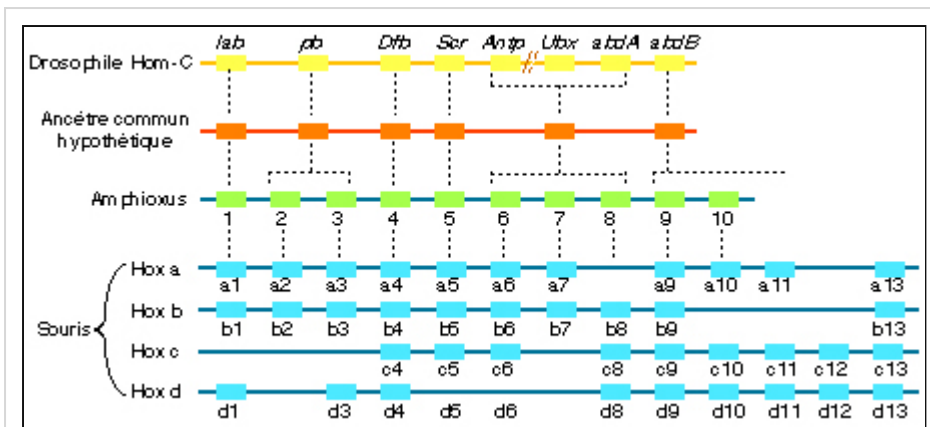 lab pb Dfb Scr Antp Ubx abdA abdB
Drosophile Hom-C
Ancêtre commun
hypothétique
Amphioxus
1 2 3 4 5 6 7 8 9 10
Hox a
a1 a2 a3 a4 a5 a6 a7 a9 a10 a11 a13
Hox b
b1 b2 b3 b4 b5 b6 b7 b8 b9 b13
Souris
Hox c
c4 c5 c6 c8 c9 c10 c11 c12 c13
Hox d
d1 d3 d4 d5 d6 d8 d9 d10 d11 d12 d13